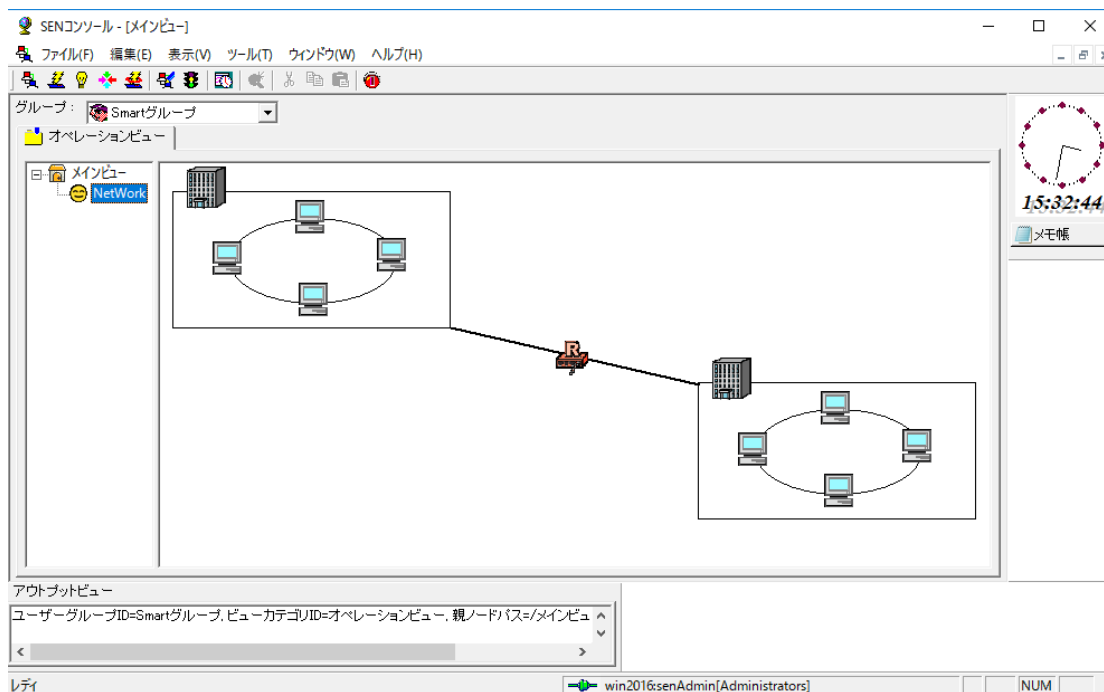 SENコンソール - [メインビュー]
ファイル(F) 編集(E) 表示(V) ツール(T) ウィンドウ(W) ヘルプ(H)
グループ : Smartグループ
オペレーションビュー
メインビュー
NetWork
R
15:32:44
メモ帳
アウトプットビュー
ユーザーグループID=Smartグループ, ビューカテゴリID=オペレーションビュー, 親ノードパス=/メインビュ
レディ
win2016:senAdmin[Administrators]
NUM